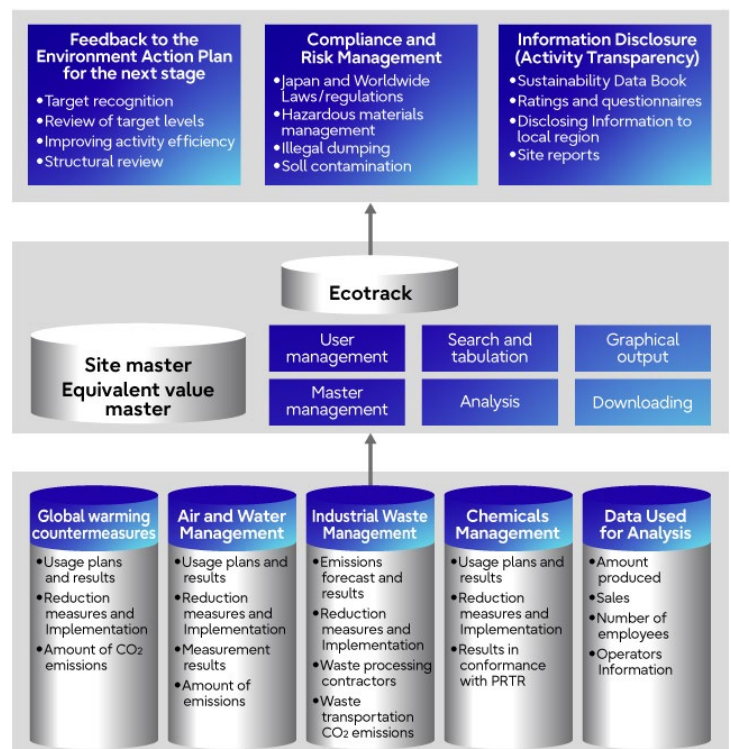 Feedback to the
Environment Action Plan
for the next stage
•Target recognition
•Review of target levels
•Improving activity efficiency
•Structural review
Compliance and
Risk Management
•Japan and Worldwide
Laws/regulations
•Hazardous materials
management
•Illegal dumping
•Soll contamination
Information Disclosure
(Activity Transparency)
•Sustainability Data Book
•Ratings and questionnaires
•Disclosing Information to
local region
•Site reports
Ecotrack
Site master
Equivalent value
master
User
management
Search and
tabulation
Graphical
output
Master
management
Analysis
Downloading
Global warming
countermeasures
•Usage plans
and results
•Reduction
measures and
Implementation
•Amount of CO2
emissions
Air and Water
Management
•Usage plans and
results
•Reduction
measures and
Implementation
•Measurement
results
•Amount of
emissions
Industrial Waste
Management
•Emissions
forecast and
results
•Reduction
measures and
Implementation
•Waste processing
contractors
•Waste
transportation
CO2 emissions
Chemicals
Management
•Usage plans and
results
•Reduction
measures and
Implementation
•Results in
conformance
with PRTR
Data Used
for Analysis
•Amount
produced
•Sales
•Number of
employees
•Operators
Information